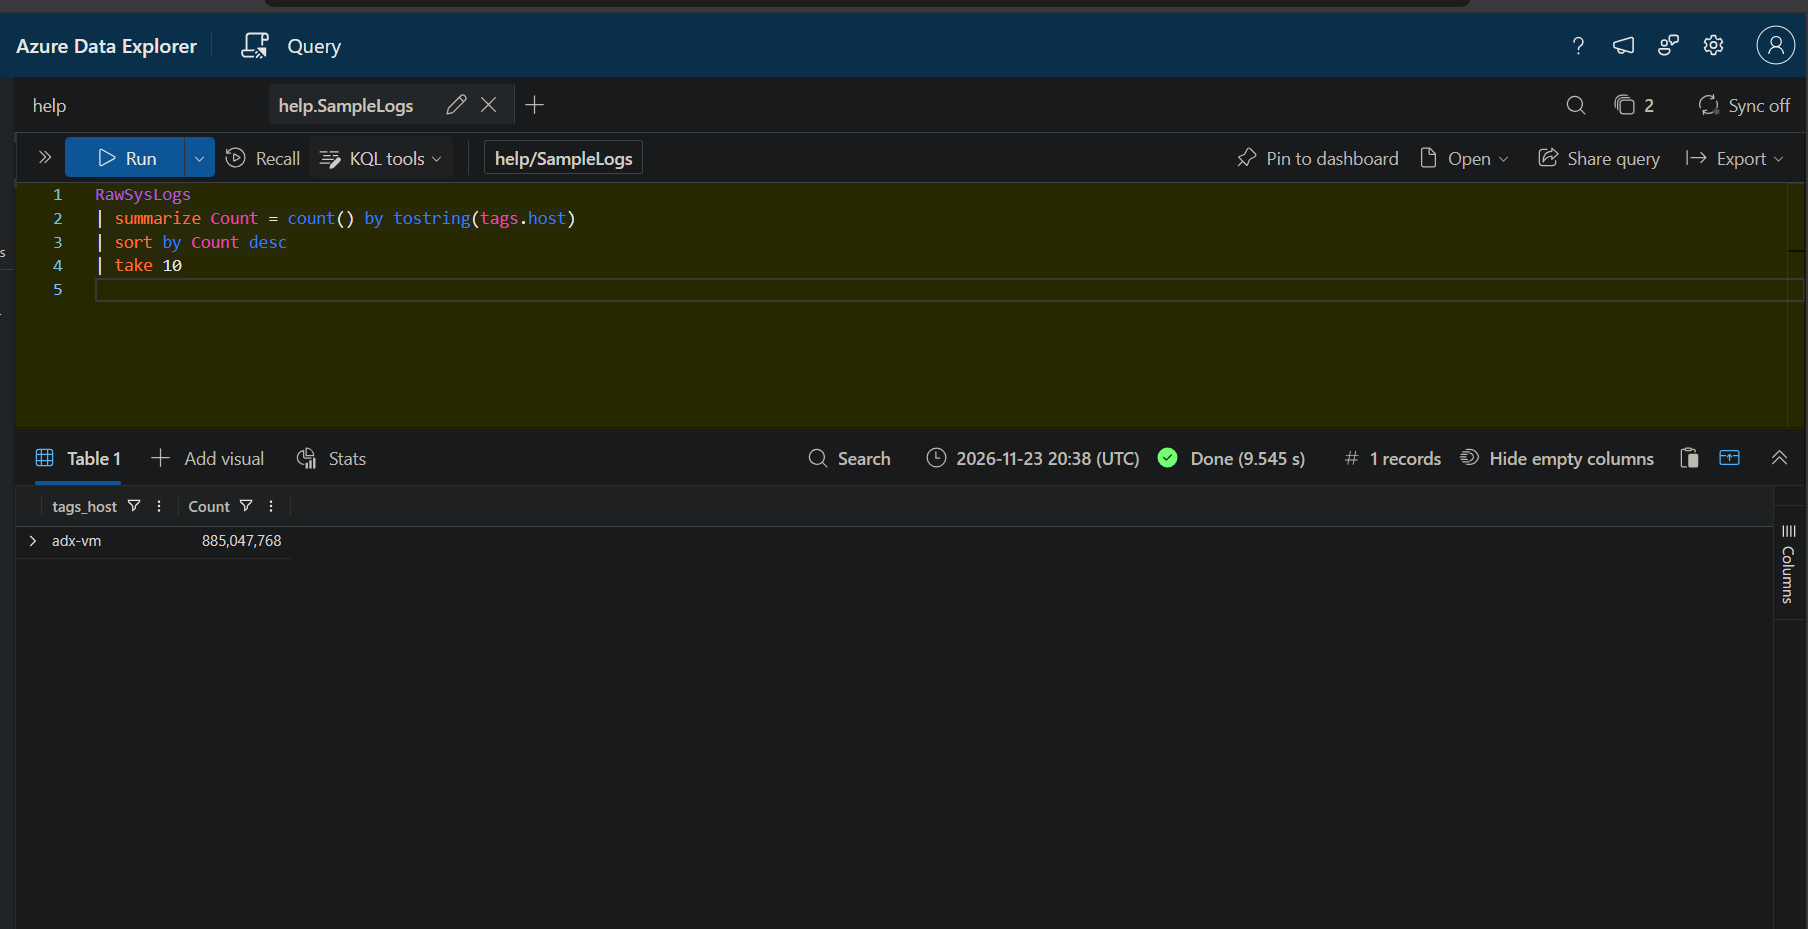 Azure Data Explorer Query
help help.SampleLogs 2 Sync off
Run Recall KQL tools help/SampleLogs Pin to dashboard Open Share query Export
1 RawSysLogs
2 | summarize Count = count() by tostring(tags.host)
3 | sort by Count desc
4 | take 10
5
s
Table 1 Add visual Stats Search 2026-11-23 20:38 (UTC) Done (9.545 s) # 1 records Hide empty columns
tags_host Count
adx-vm 885,047,768
Columns